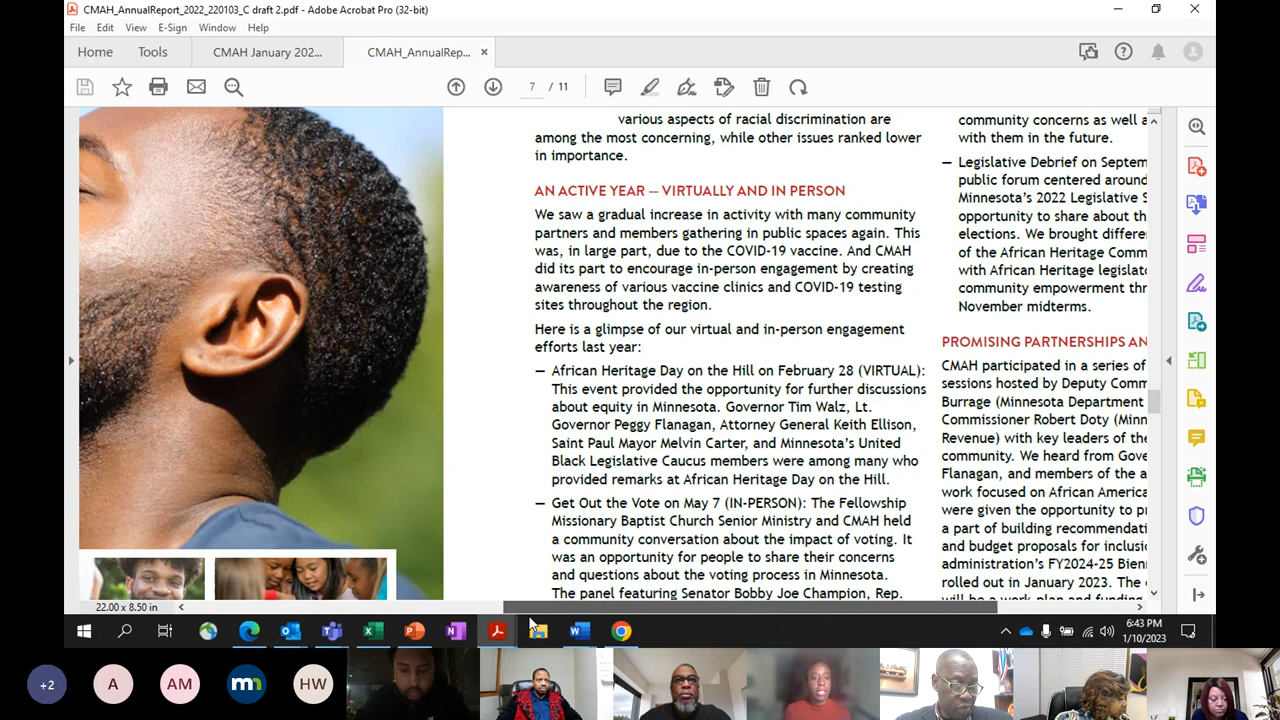 CMAH_AnnualReport_2022_220103_C draft 2.pdf - Adobe Acrobat Pro (32-bit)
File Edit View E-Sign Window Help
Home Tools CMAH January 202... CMAH_AnnualRep...
7 / 11
various aspects of racial discrimination are
among the most concerning, while other issues ranked lower
in importance.
AN ACTIVE YEAR — VIRTUALLY AND IN PERSON
We saw a gradual increase in activity with many community
partners and members gathering in public spaces again. This
was, in large part, due to the COVID-19 vaccine. And CMAH
did its part to encourage in-person engagement by creating
awareness of various vaccine clinics and COVID-19 testing
sites throughout the region.
Here is a glimpse of our virtual and in-person engagement
efforts last year:
— African Heritage Day on the Hill on February 28 (VIRTUAL):
This event provided the opportunity for further discussions
about equity in Minnesota. Governor Tim Walz, Lt.
Governor Peggy Flanagan, Attorney General Keith Ellison,
Saint Paul Mayor Melvin Carter, and Minnesota's United
Black Legislative Caucus members were among many who
provided remarks at African Heritage Day on the Hill.
— Get Out the Vote on May 7 (IN-PERSON): The Fellowship
Missionary Baptist Church Senior Ministry and CMAH held
a community conversation about the impact of voting. It
was an opportunity for people to share their concerns
and questions about the voting process in Minnesota.
The panel featuring Senator Bobby Joe Champion, Rep.
community concerns as well a
with them in the future.
— Legislative Debrief on Septem
public forum centered around
Minnesota's 2022 Legislative S
opportunity to share about th
elections. We brought differe
of the African Heritage Comm
with African Heritage legislato
community empowerment thr
November midterms.
PROMISING PARTNERSHIPS AN
CMAH participated in a series of
sessions hosted by Deputy Comm
Burrage (Minnesota Department
Commissioner Robert Doty (Minn
Revenue) with key leaders of the
community. We heard from Gove
Flanagan, and members of the a
work focused on African America
were given the opportunity to pr
a part of building recommendati
and budget proposals for inclusi
administration's FY2024-25 Bienn
rolled out in January 2023. The
will be a work plan and funding
22.00 x 8.50 in
6:43 PM
1/10/2023
+2 A AM mn HW